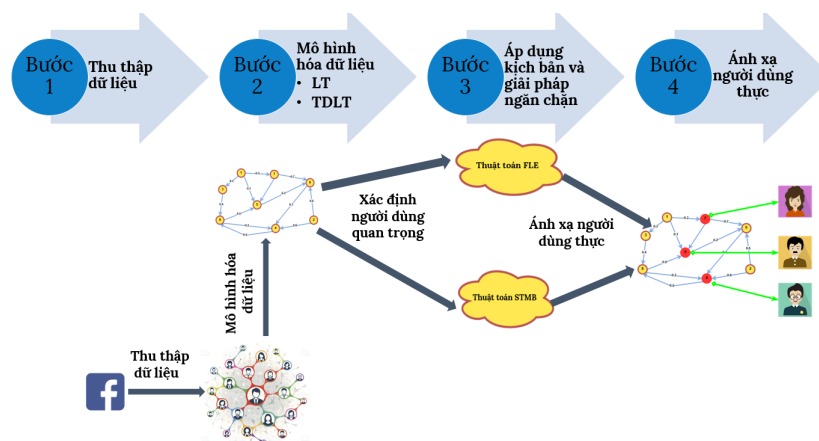 Bước
1
Thu thập
dữ liệu
Bước
2
Mô hình
hóa dữ liệu
• LT
• TDLT
Bước
3
Áp dụng
kịch bản và
giải pháp
ngăn chặn
Bước
4
Ánh xạ
người dùng
thực
Thuật toán FLE
Xác định
người dùng
quan trọng
Ánh xạ người
dùng thực
Thuật toán STMB
Mô hình hóa
dữ liệu
Thu thập
dữ liệu